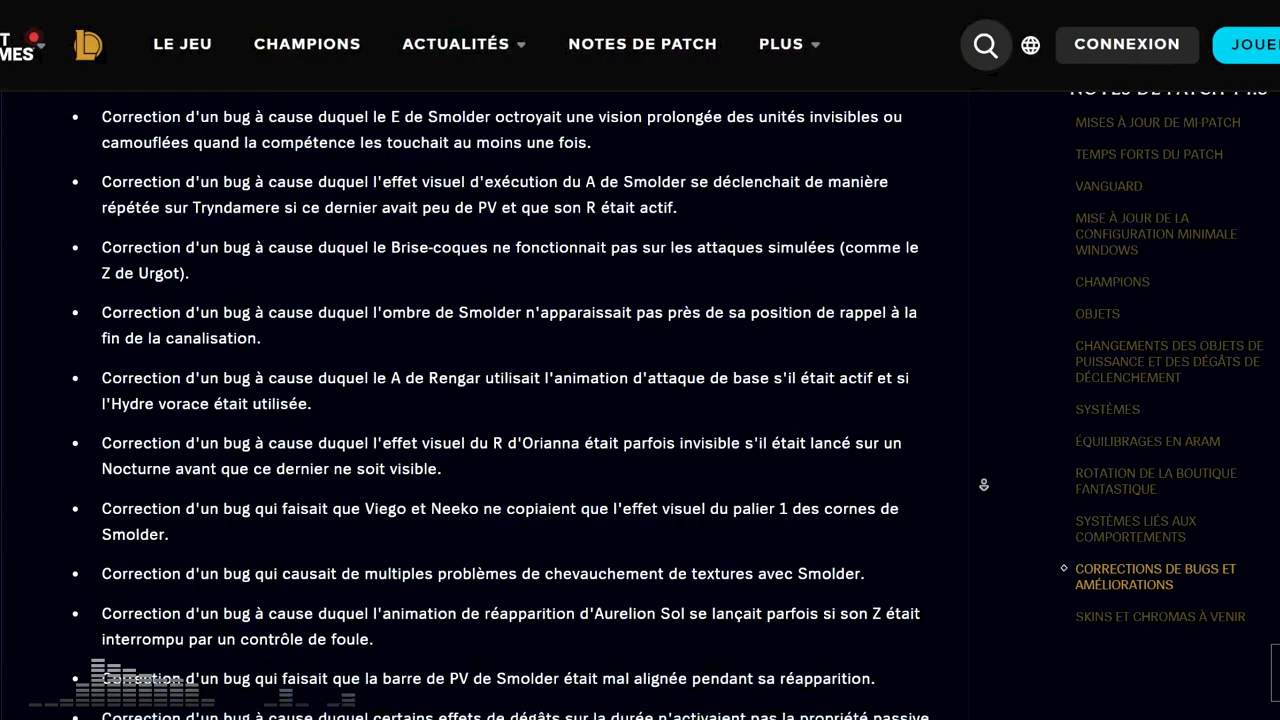 T
MES
LE JEU
CHAMPIONS
ACTUALITÉS
NOTES DE PATCH
PLUS
CONNEXION
JOUE
Correction d'un bug à cause duquel le E de Smolder octroyait une vision prolongée des unités invisibles ou
camouflées quand la compétence les touchait au moins une fois.
Correction d'un bug à cause duquel l'effet visuel d'exécution du A de Smolder se déclenchait de manière
répétée sur Tryndamere si ce dernier avait peu de PV et que son R était actif.
Correction d'un bug à cause duquel le Brise-coques ne fonctionnait pas sur les attaques simulées (comme le
Z de Urgot).
Correction d'un bug à cause duquel l'ombre de Smolder n'apparaissait pas près de sa position de rappel à la
fin de la canalisation.
Correction d'un bug à cause duquel le A de Rengar utilisait l'animation d'attaque de base s'il était actif et si
l'Hydre vorace était utilisée.
Correction d'un bug à cause duquel l'effet visuel du R d'Orianna était parfois invisible s'il était lancé sur un
Nocturne avant que ce dernier ne soit visible.
Correction d'un bug qui faisait que Viego et Neeko ne copiaient que l'effet visuel du palier 1 des cornes de
Smolder.
Correction d'un bug qui causait de multiples problèmes de chevauchement de textures avec Smolder.
Correction d'un bug à cause duquel l'animation de réapparition d'Aurelion Sol se lançait parfois si son Z était
interrompu par un contrôle de foule.
Correction d'un bug qui faisait que la barre de PV de Smolder était mal alignée pendant sa réapparition.
Correction d'un bug à cause duquel certains effets de dégâts sur la durée n'activaient pas la propriété passive
NOTES DE PATCH
MISES À JOUR DE MI-PATCH
TEMPS FORTS DU PATCH
VANGUARD
MISE À JOUR DE LA
CONFIGURATION MINIMALE
WINDOWS
CHAMPIONS
OBJETS
CHANGEMENTS DES OBJETS DE
PUISSANCE ET DES DÉGÂTS DE
DÉCLENCHEMENT
SYSTÈMES
ÉQUILIBRAGES EN ARAM
ROTATION DE LA BOUTIQUE
FANTASTIQUE
SYSTÈMES LIÉS AUX
COMPORTEMENTS
CORRECTIONS DE BUGS ET
AMÉLIORATIONS
SKINS ET CHROMAS À VENIR